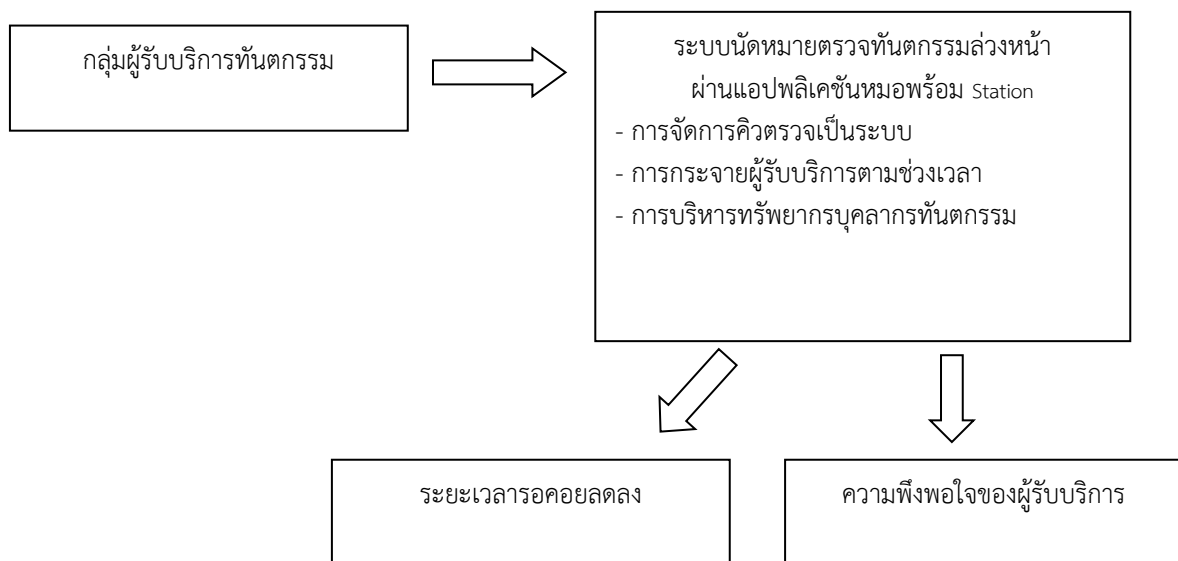 กลุ่มผู้รับบริการทันตกรรม
ระบบนัดหมายตรวจทันตกรรมล่วงหน้า
ผ่านแอปพลิเคชันหมอพร้อม Station
- การจัดการคิวตรวจเป็นระบบ
- การกระจายผู้รับบริการตามช่วงเวลา
- การบริหารทรัพยากรบุคลากรทันตกรรม
ระยะเวลารอคอยลดลง
ความพึงพอใจของผู้รับบริการ